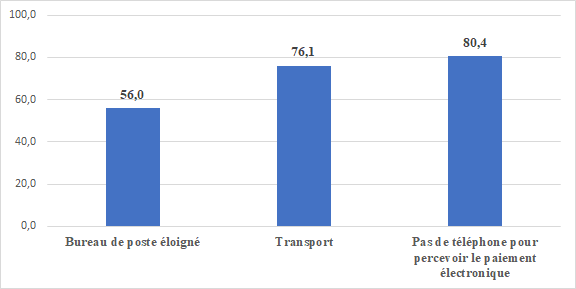 100,0
80,0
60,0
40,0
20,0
0,0
56,0
76,1
80,4
Bureau de poste éloigné
Transport
Pas de téléphone pour
percevoir le paiement
électronique